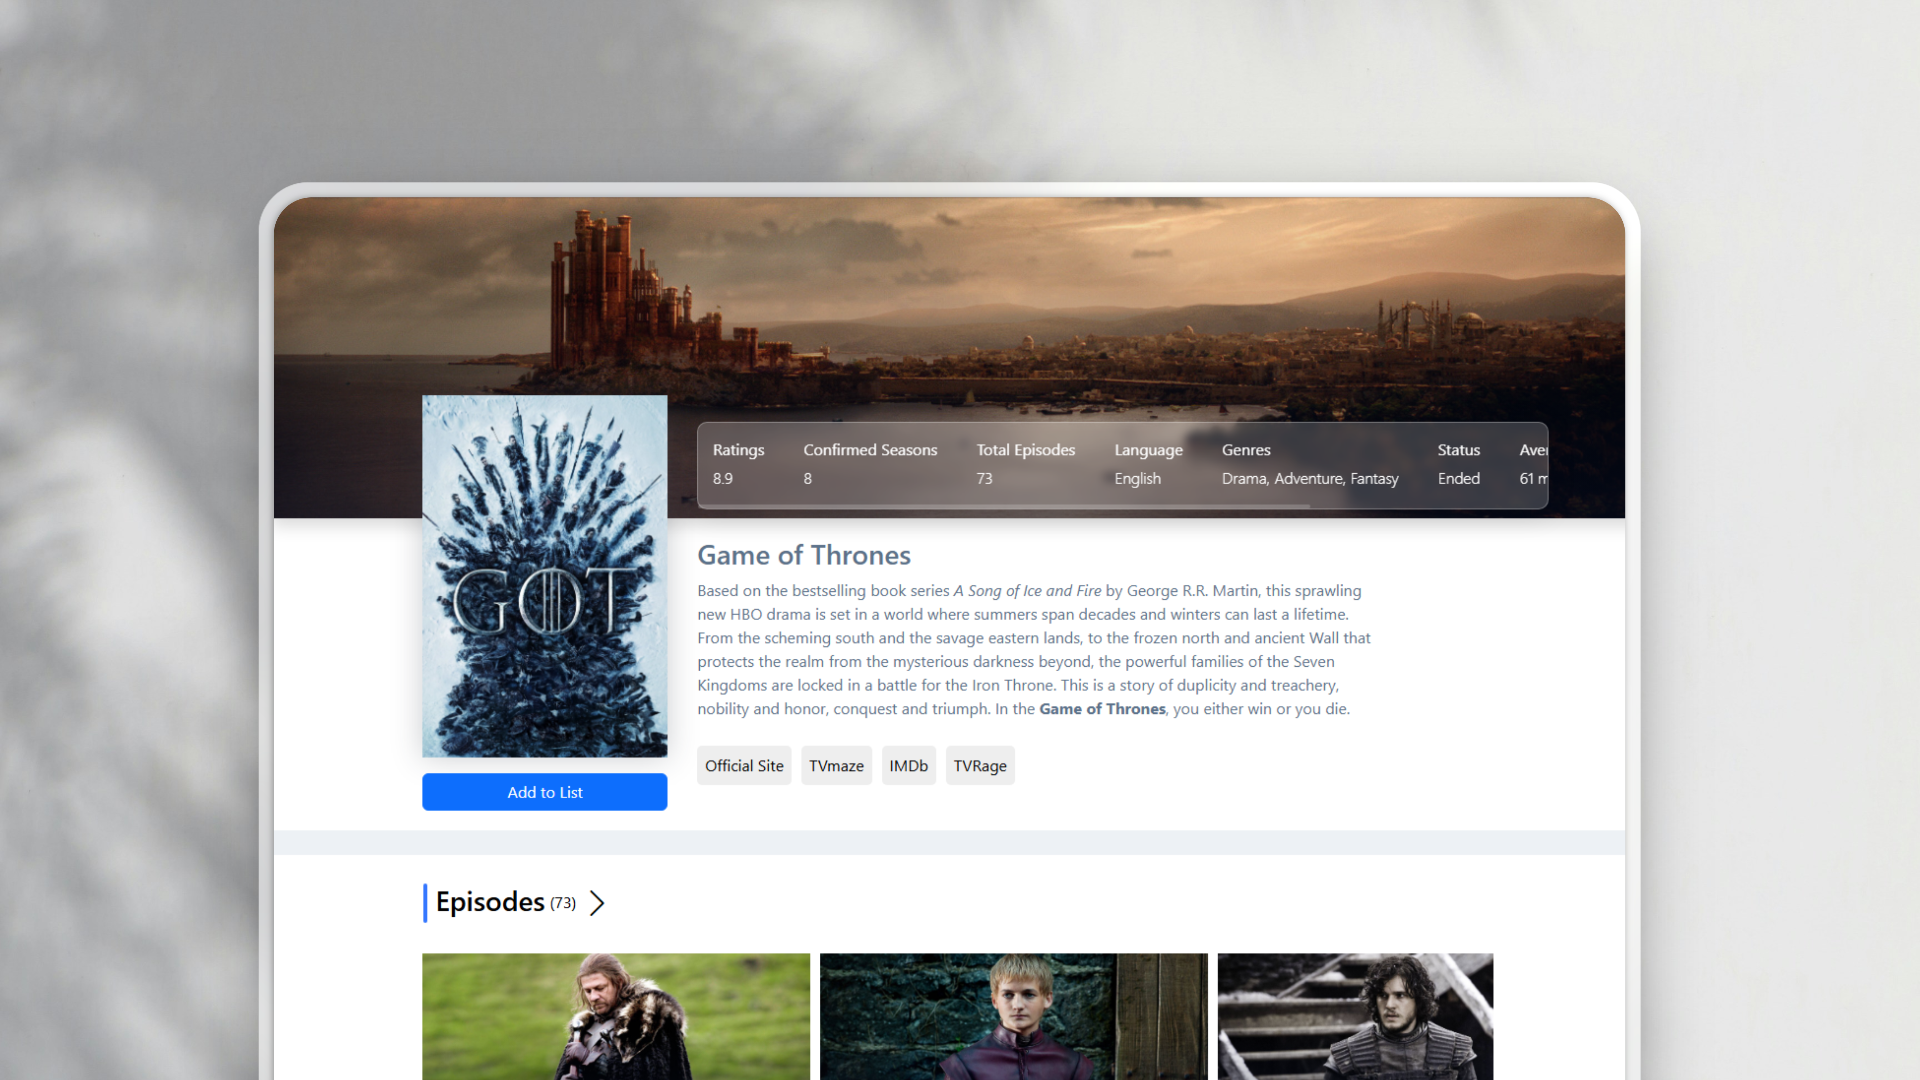 Ratings Confirmed Seasons Total Episodes Language Genres Status Aver
8.9 8 73 English Drama, Adventure, Fantasy Ended 61 m
GOT
Game of Thrones
Based on the bestselling book series A Song of Ice and Fire by George R.R. Martin, this sprawling
new HBO drama is set in a world where summers span decades and winters can last a lifetime.
From the scheming south and the savage eastern lands, to the frozen north and ancient Wall that
protects the realm from the mysterious darkness beyond, the powerful families of the Seven
Kingdoms are locked in a battle for the Iron Throne. This is a story of duplicity and treachery,
nobility and honor, conquest and triumph. In the Game of Thrones, you either win or you die.
Official Site TVmaze IMDb TVRage
Add to List
Episodes (73)